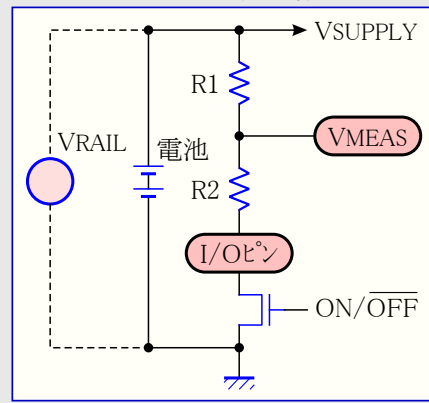 VSUPPLY
R1
VMEAS
VRAIL
電池
R2
I/Oピン
ON/OFF